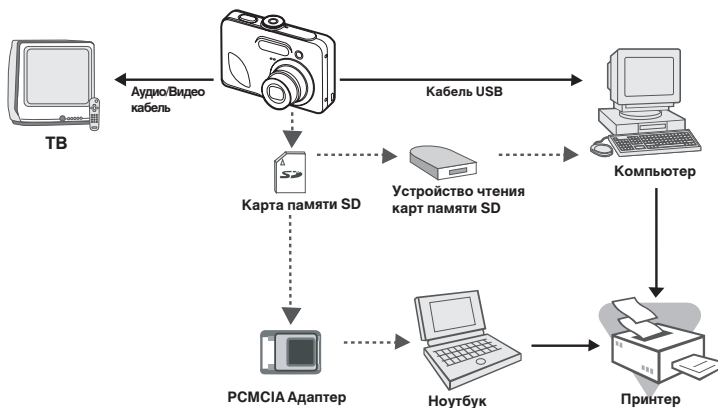 Аудио/Видео
кабель
Кабель USB
ТВ
SD
Карта памяти SD
Устройство чтения
карт памяти SD
Компьютер
PCMCIA Адаптер
Ноутбук
Принтер